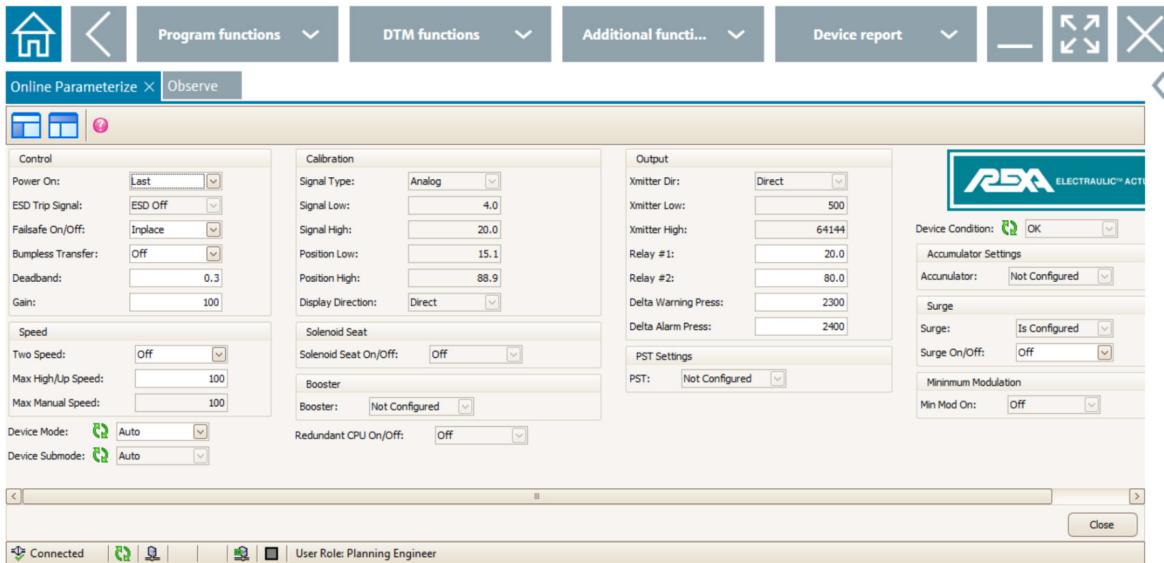 Program functions
DTM functions
Additional functi...
Device report
Online Parameterize
Observe
Control
Power On: Last
ESD Trip Signal: ESD Off
Failsafe On/Off: Inplace
Bumpless Transfer: Off
Deadband: 0.3
Gain: 100
Speed
Two Speed: Off
Max High/Up Speed: 100
Max Manual Speed: 100
Device Mode: Auto
Device Submode: Auto
Calibration
Signal Type: Analog
Signal Low: 4.0
Signal High: 20.0
Position Low: 15.1
Position High: 88.9
Display Direction: Direct
Solenoid Seat
Solenoid Seat On/Off: Off
Booster
Booster: Not Configured
Redundant CPU On/Off: Off
Output
Xmitter Dir: Direct
Xmitter Low: 500
Xmitter High: 64144
Relay #1: 20.0
Relay #2: 80.0
Delta Warning Press: 2300
Delta Alarm Press: 2400
PST Settings
PST: Not Configured
REXA ELECTRAULIC™ ACTU
Device Condition: OK
Accumulator Settings
Accunulator: Not Configured
Surge
Surge: Is Configured
Surge On/Off: Off
Mininmum Modulation
Min Mod On: Off
Close
Connected
User Role: Planning Engineer